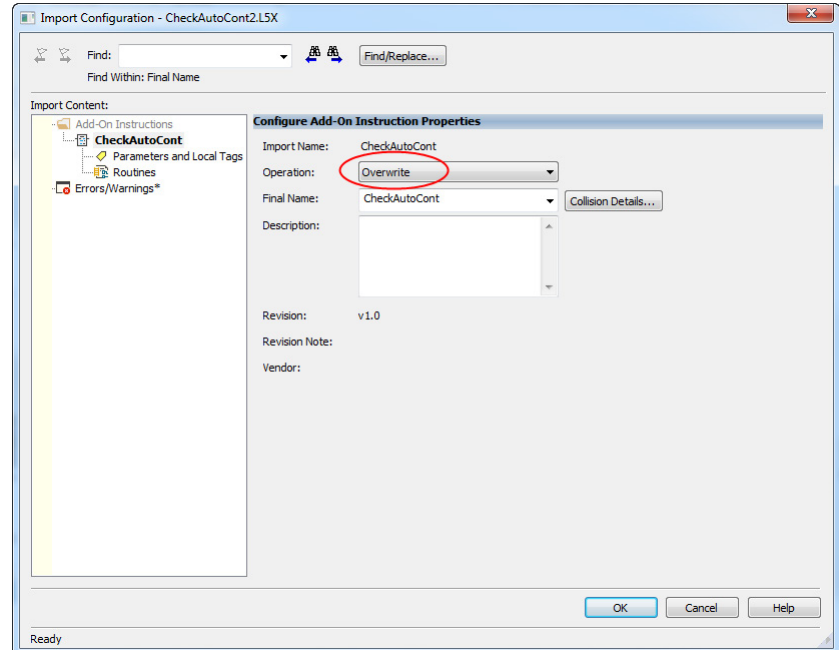 Import Configuration - CheckAutoCont2.L5X
Find:
Find/Replace...
Find Within: Final Name
Import Content:
Add-On Instructions
CheckAutoCont
Parameters and Local Tags
Routines
Errors/Warnings*
Configure Add-On Instruction Properties
Import Name: CheckAutoCont
Operation: Overwrite
Final Name: CheckAutoCont Collision Details...
Description:
Revision: v1.0
Revision Note:
Vendor:
OK Cancel Help
Ready